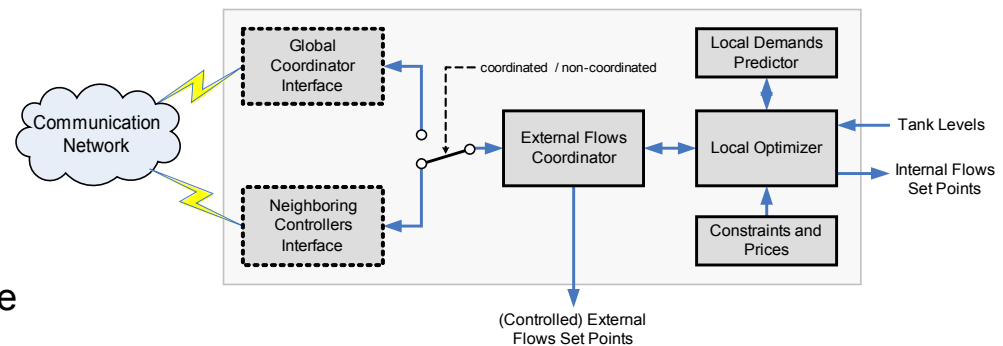 Global
Coordinator
Interface
Local Demands
Predictor
coordinated / non-coordinated
Communication
Network
External Flows
Coordinator
Local Optimizer
Tank Levels
Internal Flows
Set Points
Neighboring
Controllers
Interface
Constraints and
Prices
e
(Controlled) External
Flows Set Points